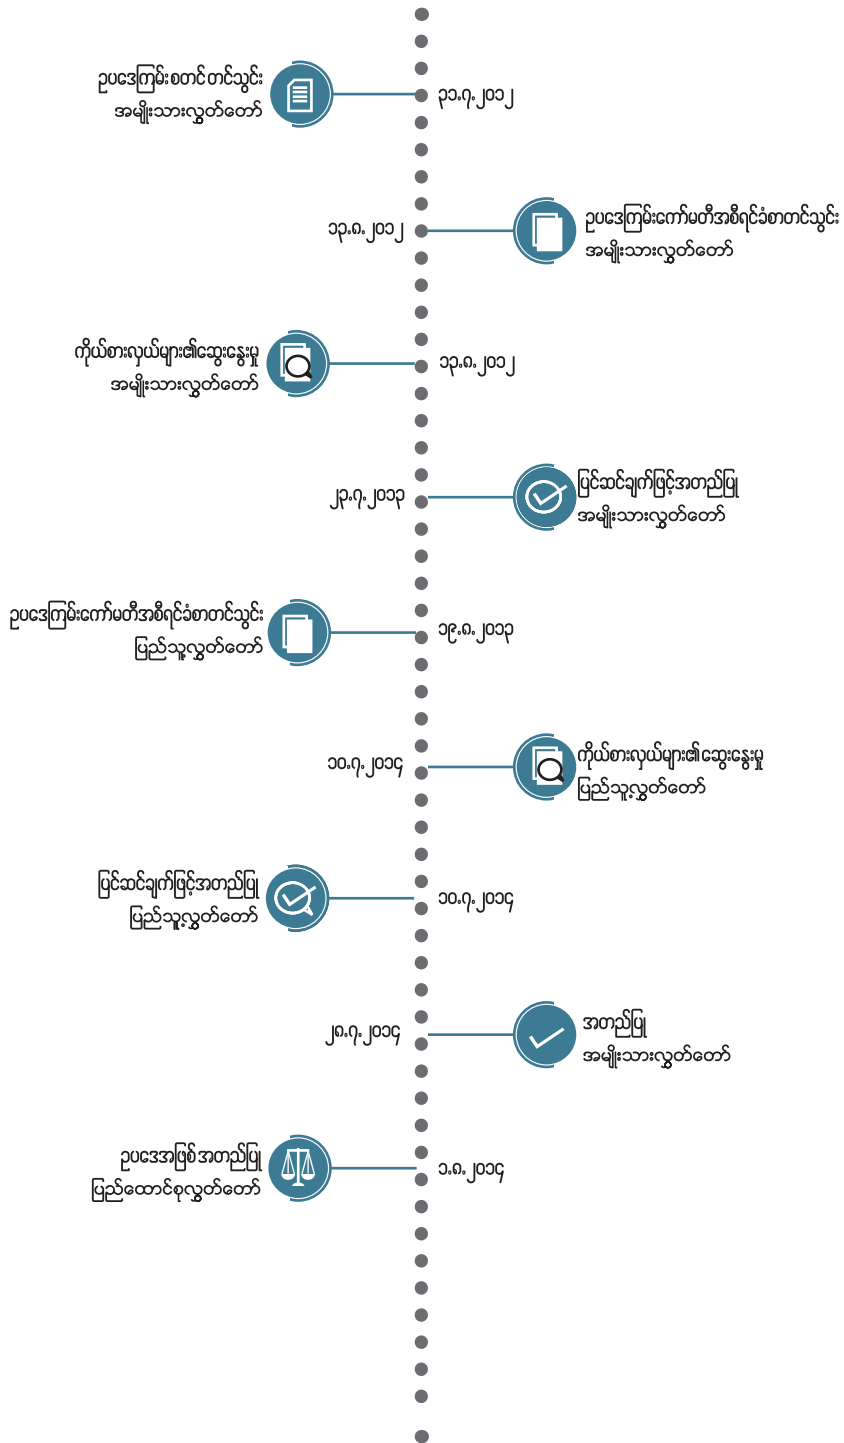 ဥပဒေကြမ်းစတင်တင်သွင်း
အမျိုးသားလွှတ်တော်
၃၁.၇.၂၀၁၂
၁၃.၈.၂၀၁၂
ဥပဒေကြမ်းကော်မတီအစီရင်ခံစာတင်သွင်း
အမျိုးသားလွှတ်တော်
ကိုယ်စားလှယ်များ၏ဆွေးနွေးမှု
အမျိုးသားလွှတ်တော်
၁၃.၈.၂၀၁၂
၂၃.၇.၂၀၁၃
ပြင်ဆင်ချက်ဖြင့်အတည်ပြု
အမျိုးသားလွှတ်တော်
ဥပဒေကြမ်းကော်မတီအစီရင်ခံစာတင်သွင်း
ပြည်သူ့လွှတ်တော်
၁၉.၈.၂၀၁၃
၁၀.၇.၂၀၁၄
ကိုယ်စားလှယ်များ၏ဆွေးနွေးမှု
ပြည်သူ့လွှတ်တော်
ပြင်ဆင်ချက်ဖြင့်အတည်ပြု
ပြည်သူ့လွှတ်တော်
၁၀.၇.၂၀၁၄
၂၈.၇.၂၀၁၄
အတည်ပြု
အမျိုးသားလွှတ်တော်
ဥပဒေအဖြစ်အတည်ပြု
ပြည်ထောင်စုလွှတ်တော်
၁.၈.၂၀၁၄